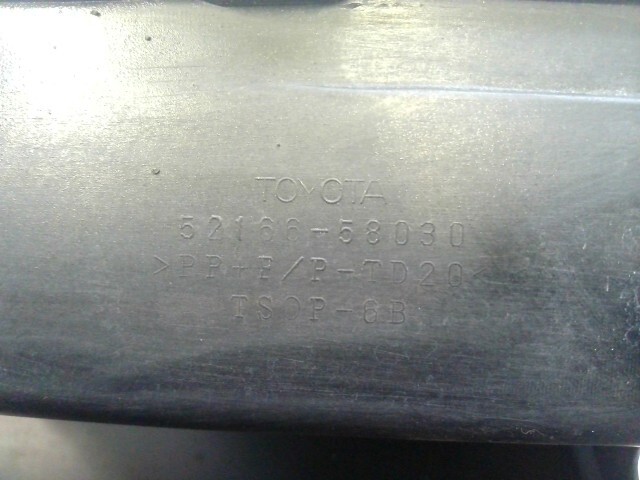 TOYOTA
52166-58030
>PP+E/P-TD20<
TSOP-6B